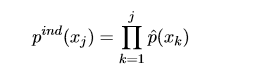 $p^{ind}(x_j) = \prod_{k=1}^{j} \hat{p}(x_k)$